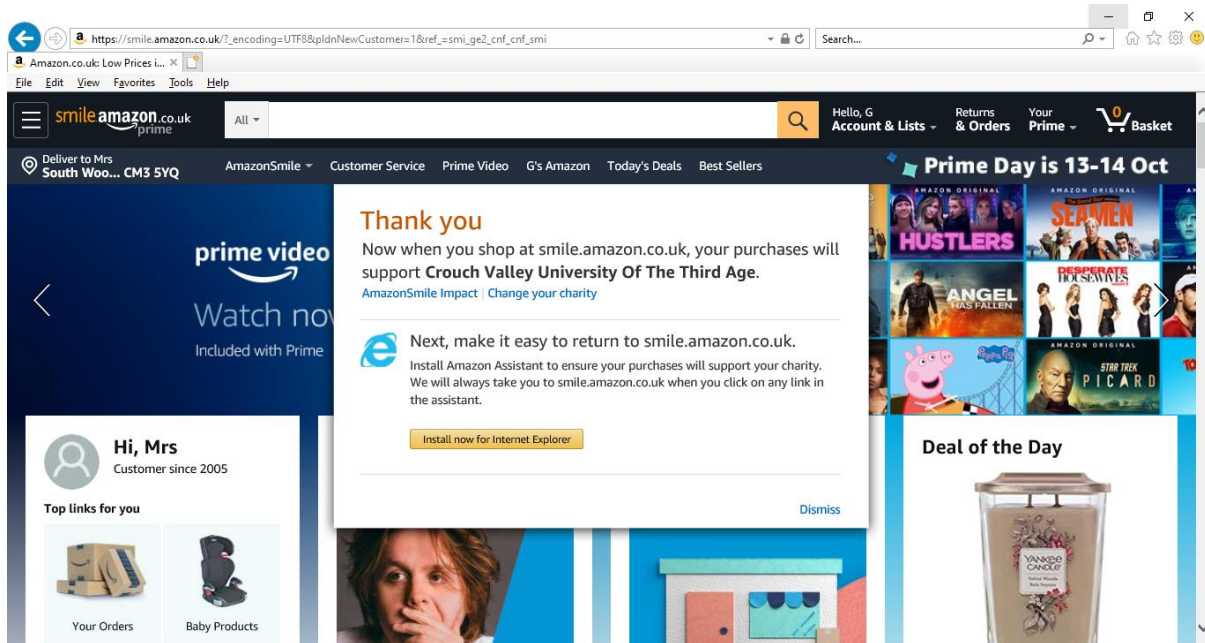 https://smile.amazon.co.uk/?_encoding=UTF8&pldnNewCustomer=1&ref_=smi_ge2_cnf_cnf_smi
Search...
Amazon.co.uk: Low Prices i...
File Edit View Favorites Tools Help
smile.amazon.co.uk
prime
All
Hello, G
Account & Lists
Returns
& Orders
Your
Prime
0
Basket
Deliver to Mrs
South Woo... CM3 5YQ
AmazonSmile Customer Service Prime Video G's Amazon Today's Deals Best Sellers
Prime Day is 13-14 Oct
prime video
Watch now
Included with Prime
Thank you
Now when you shop at smile.amazon.co.uk, your purchases will
support Crouch Valley University Of The Third Age.
AmazonSmile Impact | Change your charity
Next, make it easy to return to smile.amazon.co.uk.
Install Amazon Assistant to ensure your purchases will support your charity.
We will always take you to smile.amazon.co.uk when you click on any link in
the assistant.
Install now for Internet Explorer
Dismiss
AMAZON ORIGINAL
HUSTLERS
AMAZON ORIGINAL
The Grand Tour
SEAMEN
ANGEL
HAS FALLEN
DESPERATE
HOUSEWIVES
Peppa Pig
AMAZON ORIGINAL
STAR TREK
PICARD
Hi, Mrs
Customer since 2005
Top links for you
Your Orders
Baby Products
Deal of the Day
YANKEE
CANDLE